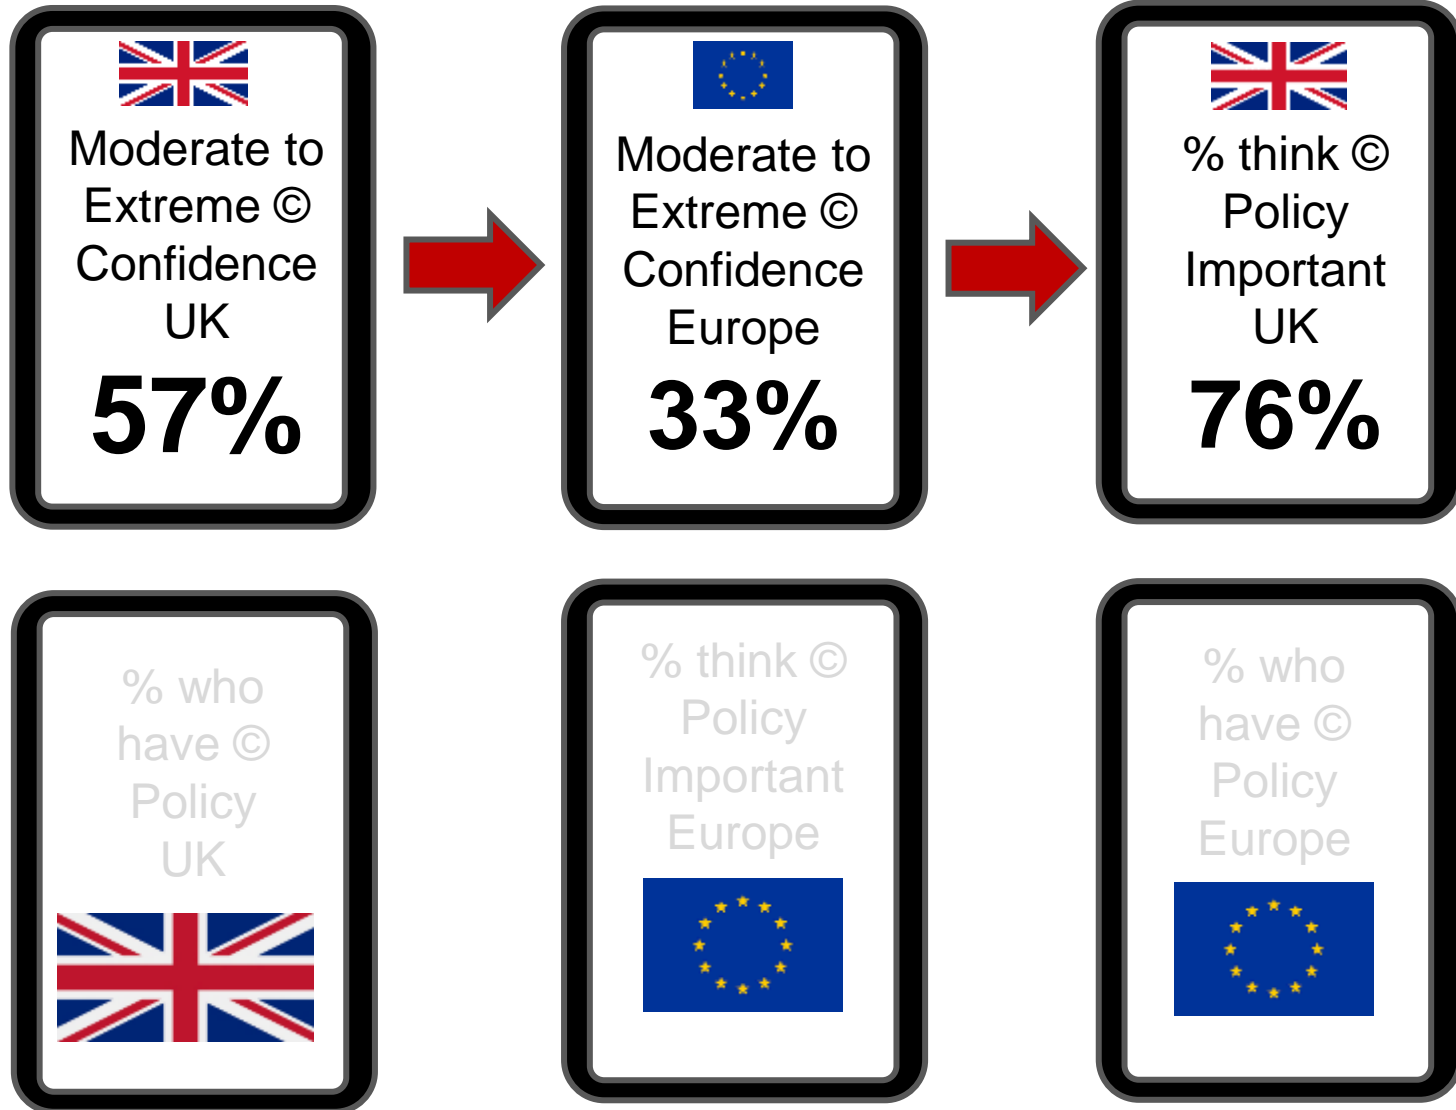 Moderate to
Extreme ©
Confidence
UK
57%
Moderate to
Extreme ©
Confidence
Europe
33%
% think ©
Policy
Important
UK
76%
% who
have ©
Policy
UK
% think ©
Policy
Important
Europe
% who
have ©
Policy
Europe